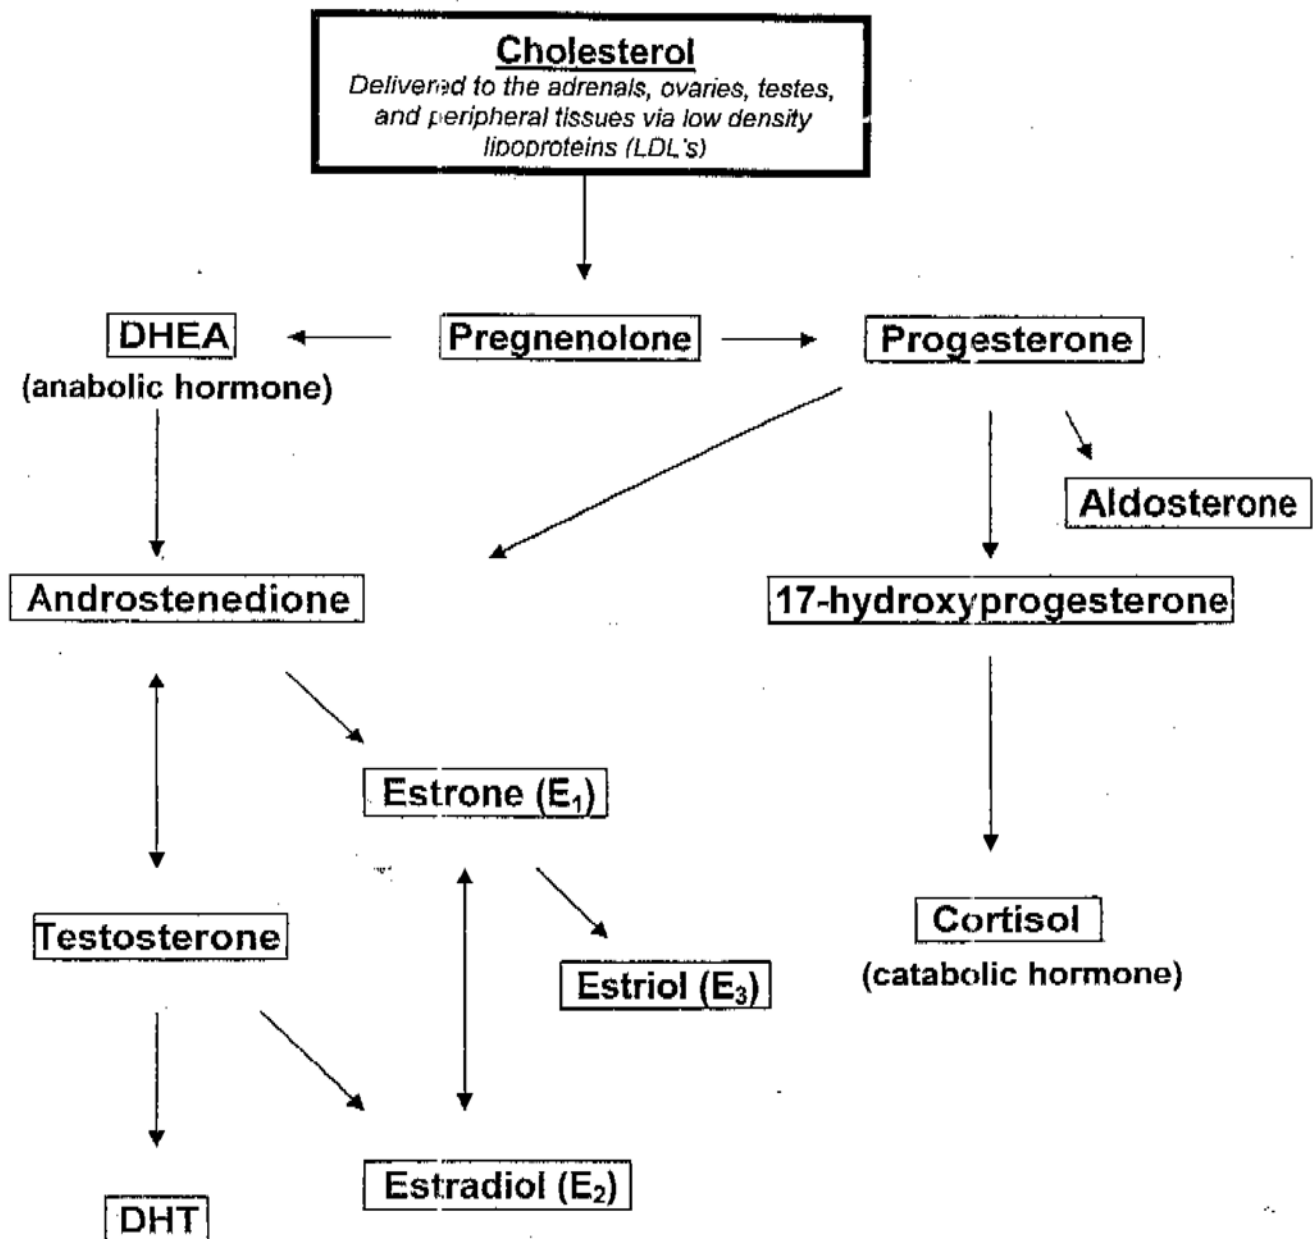 Cholesterol
Delivered to the adrenals, ovaries, testes,
and peripheral tissues via low density
lipoproteins (LDL's)
DHEA
(anabolic hormone)
Pregnenolone
Progesterone
Aldosterone
Androstenedione
17-hydroxyprogesterone
Estrone (E₁)
Testosterone
Cortisol
(catabolic hormone)
Estriol (E₃)
Estradiol (E₂)
DHT